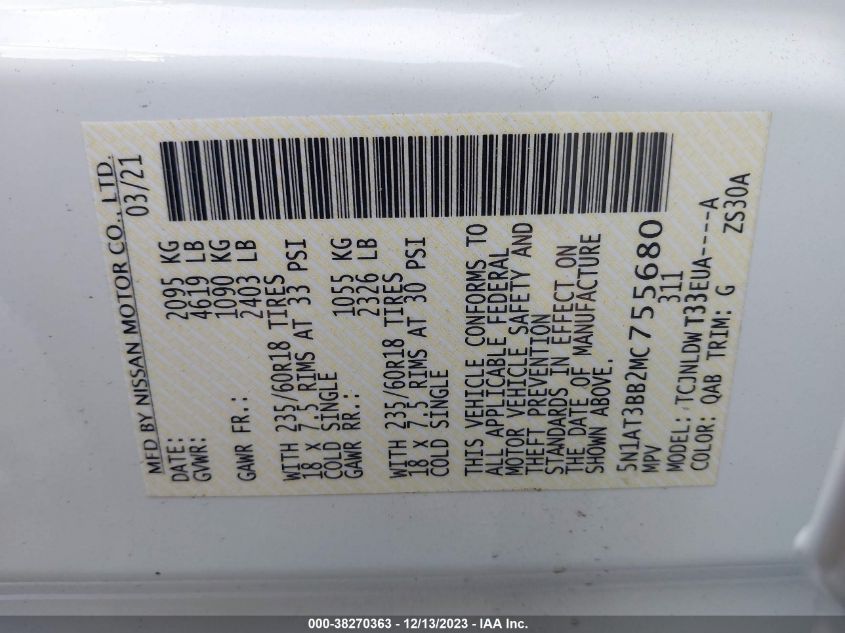 MFD BY NISSAN MOTOR CO., LTD.
DATE: 03/21
GVWR: 2095 KG
4619 LB
GAWR FR.: 1090 KG
2403 LB
WITH 235/60R18 TIRES
18 X 7.5 RIMS AT 33 PSI
COLD SINGLE
GAWR RR.: 1055 KG
2326 LB
WITH 235/60R18 TIRES
18 X 7.5 RIMS AT 30 PSI
COLD SINGLE
THIS VEHICLE CONFORMS TO
ALL APPLICABLE FEDERAL
MOTOR VEHICLE SAFETY AND
THEFT PREVENTION
STANDARDS IN EFFECT ON
THE DATE OF MANUFACTURE
SHOWN ABOVE.
5N1AT3BB2MC755680
MPV 311
MODEL: TCJNLDWT33EUA----A
COLOR: QAB TRIM: G ZS30A
000-38270363 - 12/13/2023 - IAA Inc.